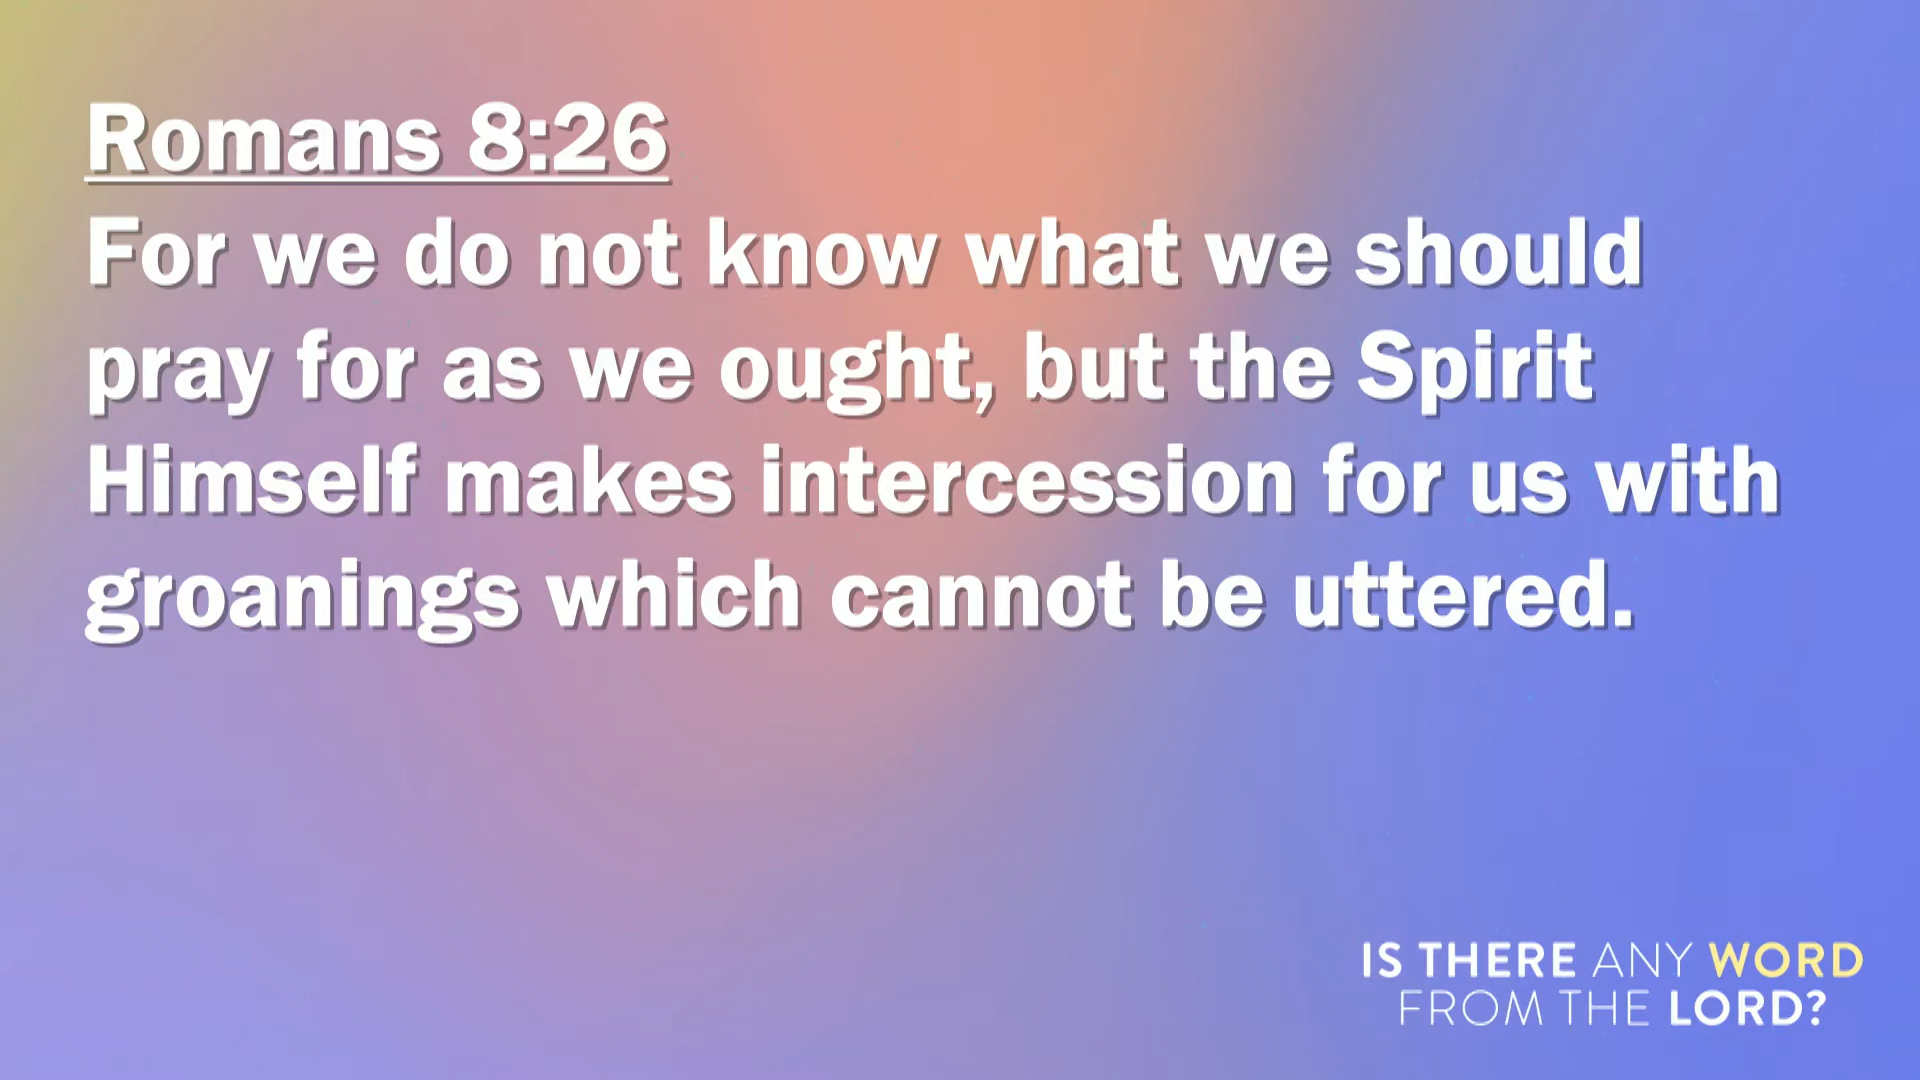 Romans 8:26
For we do not know what we should
pray for as we ought, but the Spirit
Himself makes intercession for us with
groanings which cannot be uttered.
IS THERE ANY WORD
FROM THE LORD?